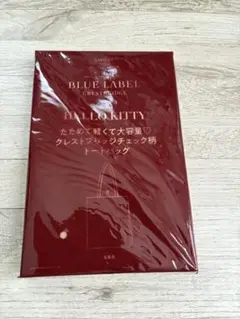 BLUE LABEL
CRESTBRIDGE
HELLO KITTY
たためて軽くて大容量♡
クレストブリッジチェック柄
トートバッグ